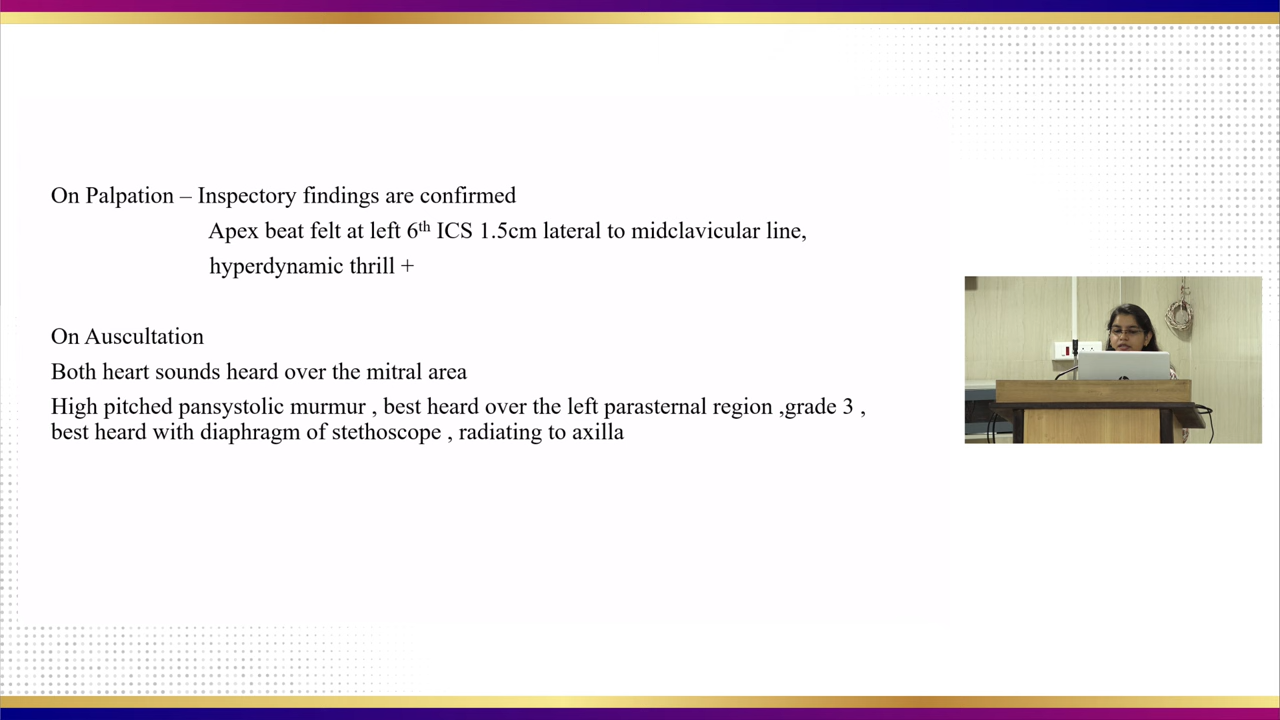 On Palpation – Inspectory findings are confirmed
Apex beat felt at left 6th ICS 1.5cm lateral to midclavicular line,
hyperdynamic thrill +
On Auscultation
Both heart sounds heard over the mitral area
High pitched pansystolic murmur , best heard over the left parasternal region ,grade 3 ,
best heard with diaphragm of stethoscope , radiating to axilla